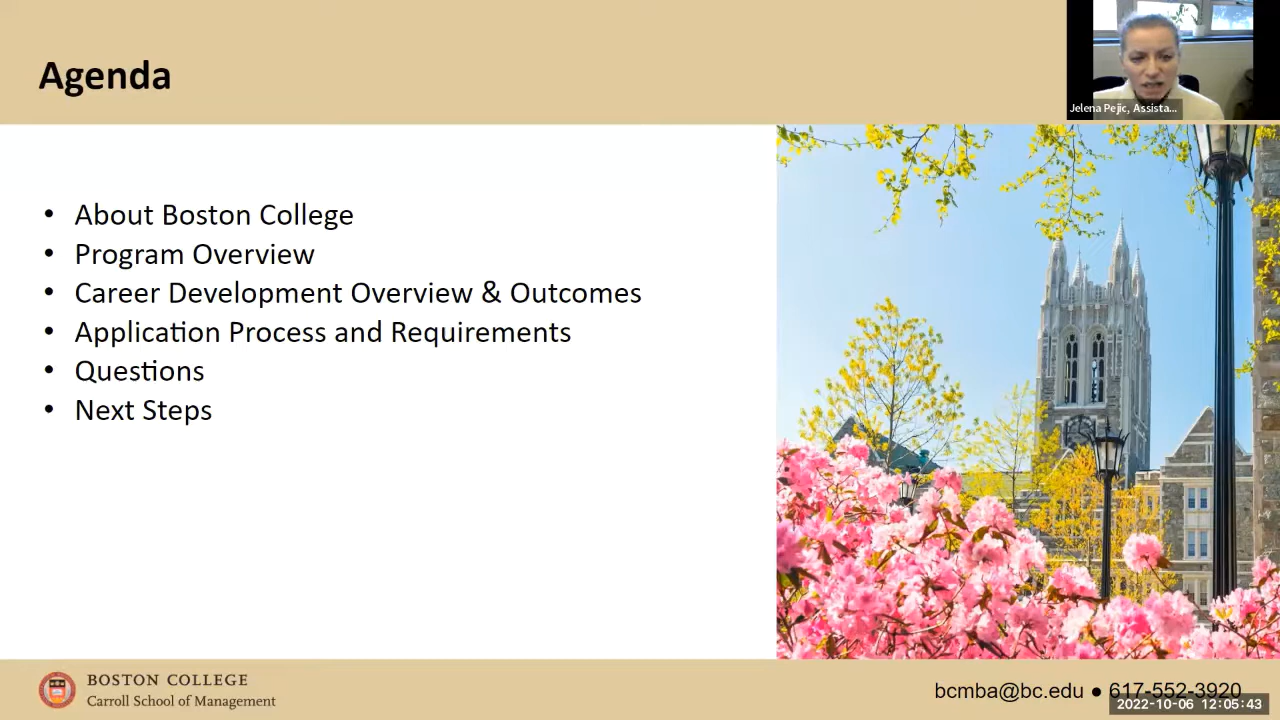 Agenda
Jelena Pejic, Assista...
• About Boston College
• Program Overview
• Career Development Overview & Outcomes
• Application Process and Requirements
• Questions
• Next Steps
BOSTON COLLEGE
Carroll School of Management
bcmba@bc.edu ● 617-552-3920
2022-10-06 12:05:43